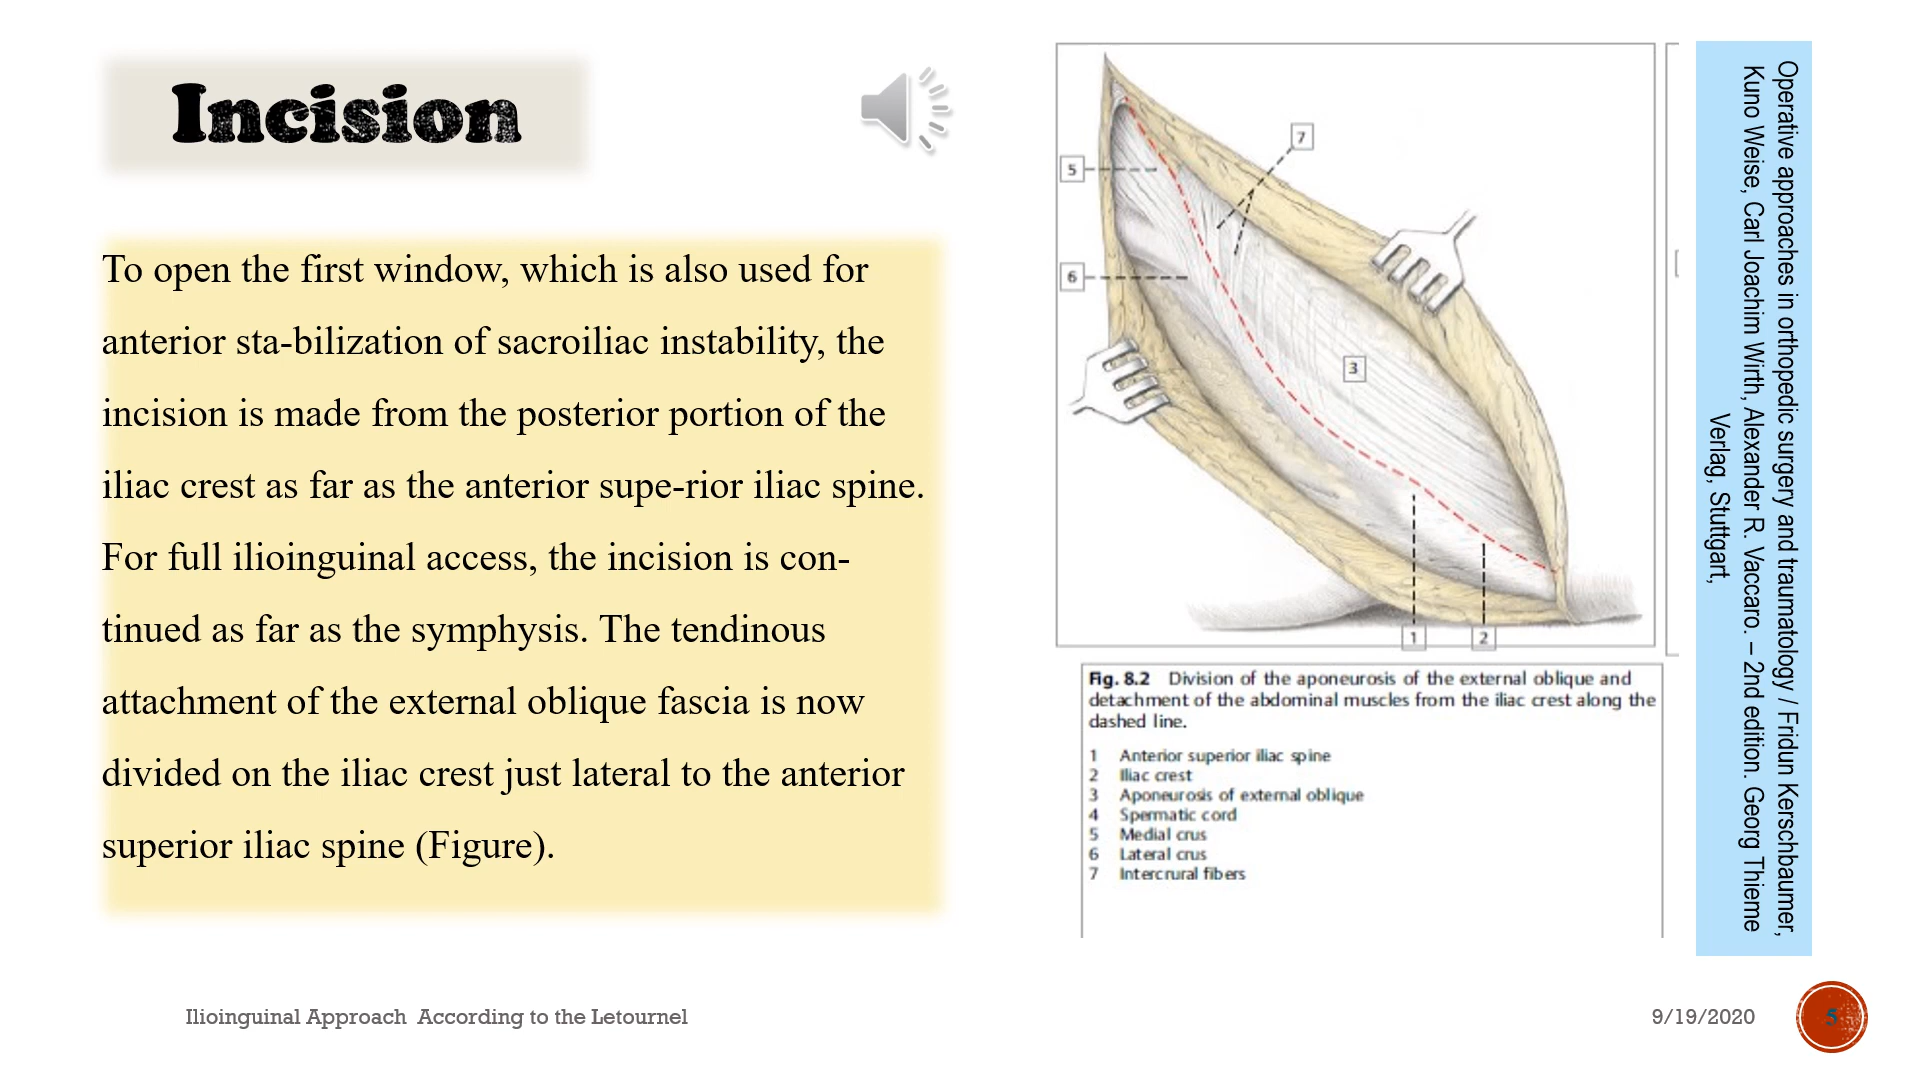 Incision
To open the first window, which is also used for
anterior sta-bilization of sacroiliac instability, the
incision is made from the posterior portion of the
iliac crest as far as the anterior supe-rior iliac spine.
For full ilioinguinal access, the incision is con-
tinued as far as the symphysis. The tendinous
attachment of the external oblique fascia is now
divided on the iliac crest just lateral to the anterior
superior iliac spine (Figure).
7
5
6
3
1
2
Fig. 8.2 Division of the aponeurosis of the external oblique and
detachment of the abdominal muscles from the iliac crest along the
dashed line.
1 Anterior superior iliac spine
2 Iliac crest
3 Aponeurosis of external oblique
4 Spermatic cord
5 Medial crus
6 Lateral crus
7 Intercrural fibers
Operative approaches in orthopedic surgery and traumatology / Fridun Kerschbaumer,
Kuno Weise, Carl Joachim Wirth, Alexander R. Vaccaro. – 2nd edition. Georg Thieme
Verlag, Stuttgart,
Ilioinguinal Approach According to the Letournel
9/19/2020
5